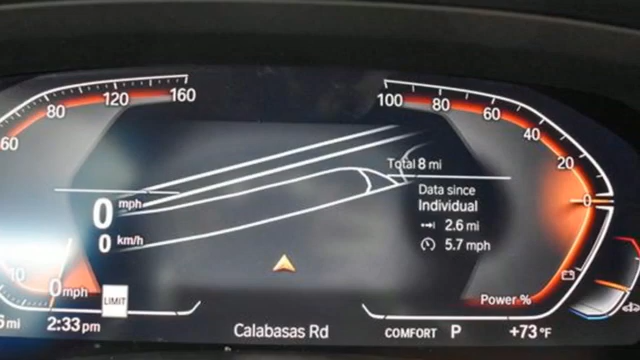 80 120 160
60
100 80 60 40 20 0
Total 8 mi
0 mph
0 km/h
Data since
Individual
2.6 mi
5.7 mph
10 0 mph
LIMIT
Power %
mi 2:33 pm
Calabasas Rd
COMFORT P +73°F